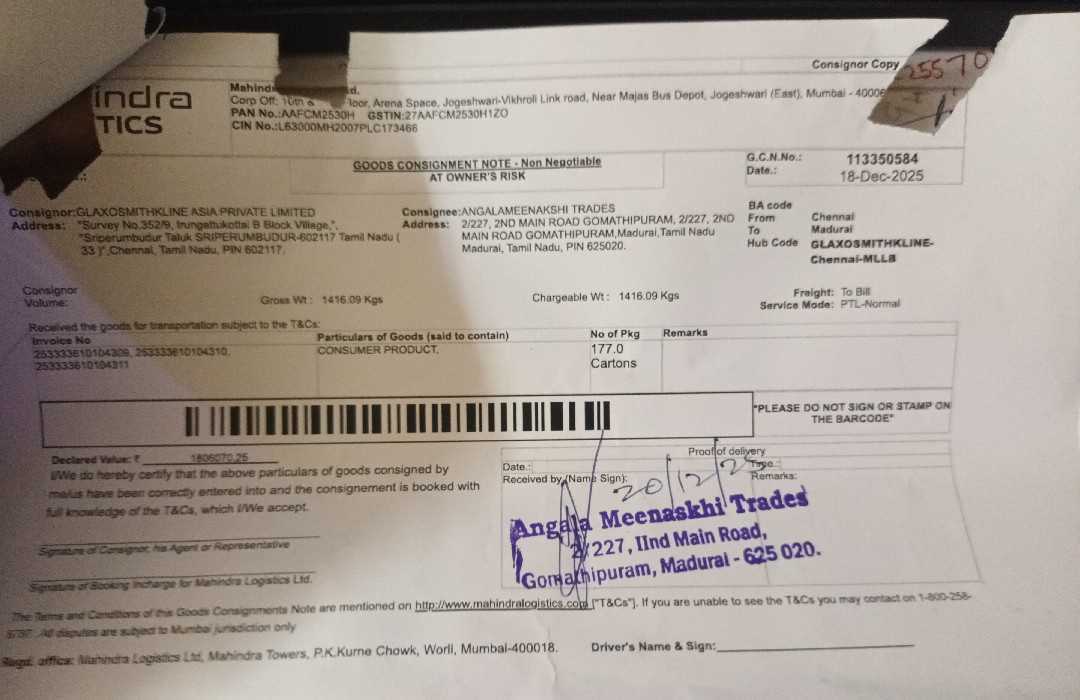 Consignor Copy
25570
indra
TICS
Mahind d.
Corp Off: 10th & loor, Arena Space, Jogeshwari-Vikhroli Link road, Near Majas Bus Depot, Jogeshwari (East), Mumbai - 40006
PAN No.:AAFCM2530H GSTIN:27AAFCM2530H1ZO
CIN No.:L63000MH2007PLC173466
GOODS CONSIGNMENT NOTE - Non Negotiable
AT OWNER'S RISK
G.C.N.No.: 113350584
Date.: 18-Dec-2025
Consignor:GLAXOSMITHKLINE ASIA PRIVATE LIMITED
Address: "Survey No.352/9, Irungattukottai B Block Village,",
"Sriperumbudur Taluk SRIPERUMBUDUR-602117 Tamil Nadu (
33 )",Chennai, Tamil Nadu, PIN 602117.
Consignee:ANGALAMEENAKSHI TRADES
Address: 2/227, 2ND MAIN ROAD GOMATHIPURAM, 2/227, 2ND
MAIN ROAD GOMATHIPURAM,Madurai,Tamil Nadu
Madurai, Tamil Nadu, PIN 625020.
BA code
From Chennai
To Madurai
Hub Code GLAXOSMITHKLINE-
Chennai-MLLB
Consignor
Volume:
Gross Wt : 1416.09 Kgs
Chargeable Wt : 1416.09 Kgs
Freight: To Bill
Service Mode: PTL-Normal
Received the goods for transportation subject to the T&Cs:
Invoice No Particulars of Goods (said to contain) No of Pkg Remarks
253333610104309, 253333610104310, CONSUMER PRODUCT, 177.0
253333610104311 Cartons
"PLEASE DO NOT SIGN OR STAMP ON
THE BARCODE"
Declared Value: ₹ 1806070.25
I/We do hereby certify that the above particulars of goods consigned by
me/us have been correctly entered into and the consignement is booked with
full knowledge of the T&Cs, which I/We accept.
Signature of Consignor, his Agent or Representative
Signature of Booking Incharge for Mahindra Logistics Ltd.
Proof of delivery
Date.: Time.:
Received by (Name Sign): Remarks:
20/12/25
Angala Meenaskhi Trades
2/227, IInd Main Road,
Gomathipuram, Madurai - 625 020.
The Terms and Conditions of this Goods Consignments Note are mentioned on http://www.mahindralogistics.com ["T&Cs"]. If you are unable to see the T&Cs you may contact on 1-800-258-
6787. All disputes are subject to Mumbai jurisdiction only
Regd. office: Mahindra Logistics Ltd, Mahindra Towers, P.K.Kurne Chowk, Worli, Mumbai-400018. Driver's Name & Sign: